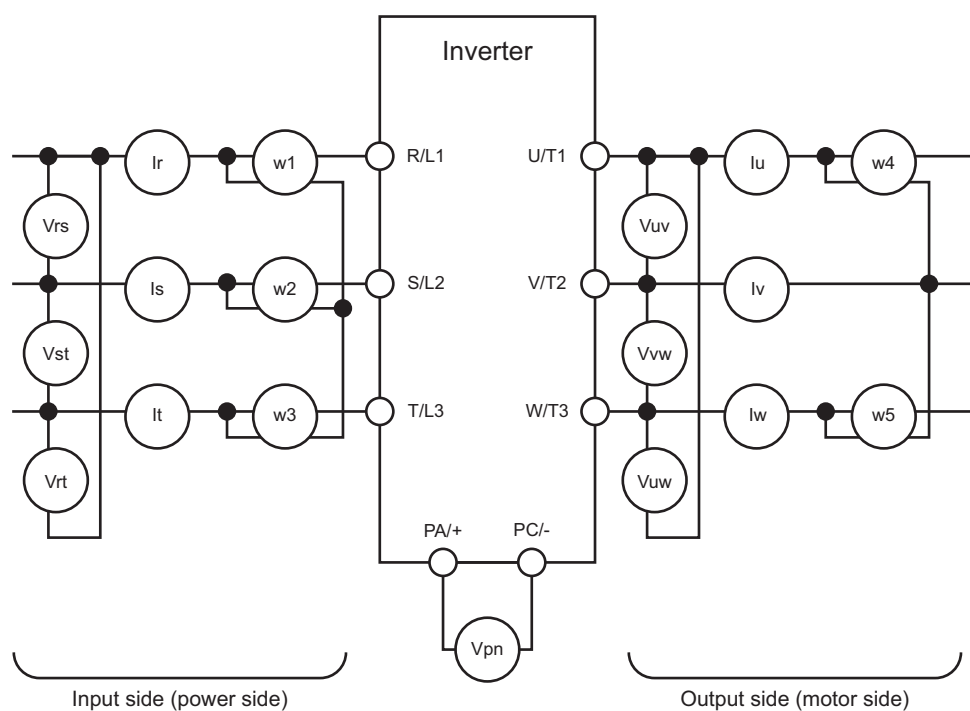 Inverter
Ir
w1
R/L1
U/T1
Iu
w4
Vrs
Vuv
Is
w2
S/L2
V/T2
Iv
Vst
Vvw
It
w3
T/L3
W/T3
Iw
w5
Vrt
Vuw
PA/+
PC/-
Vpn
Input side (power side)
Output side (motor side)